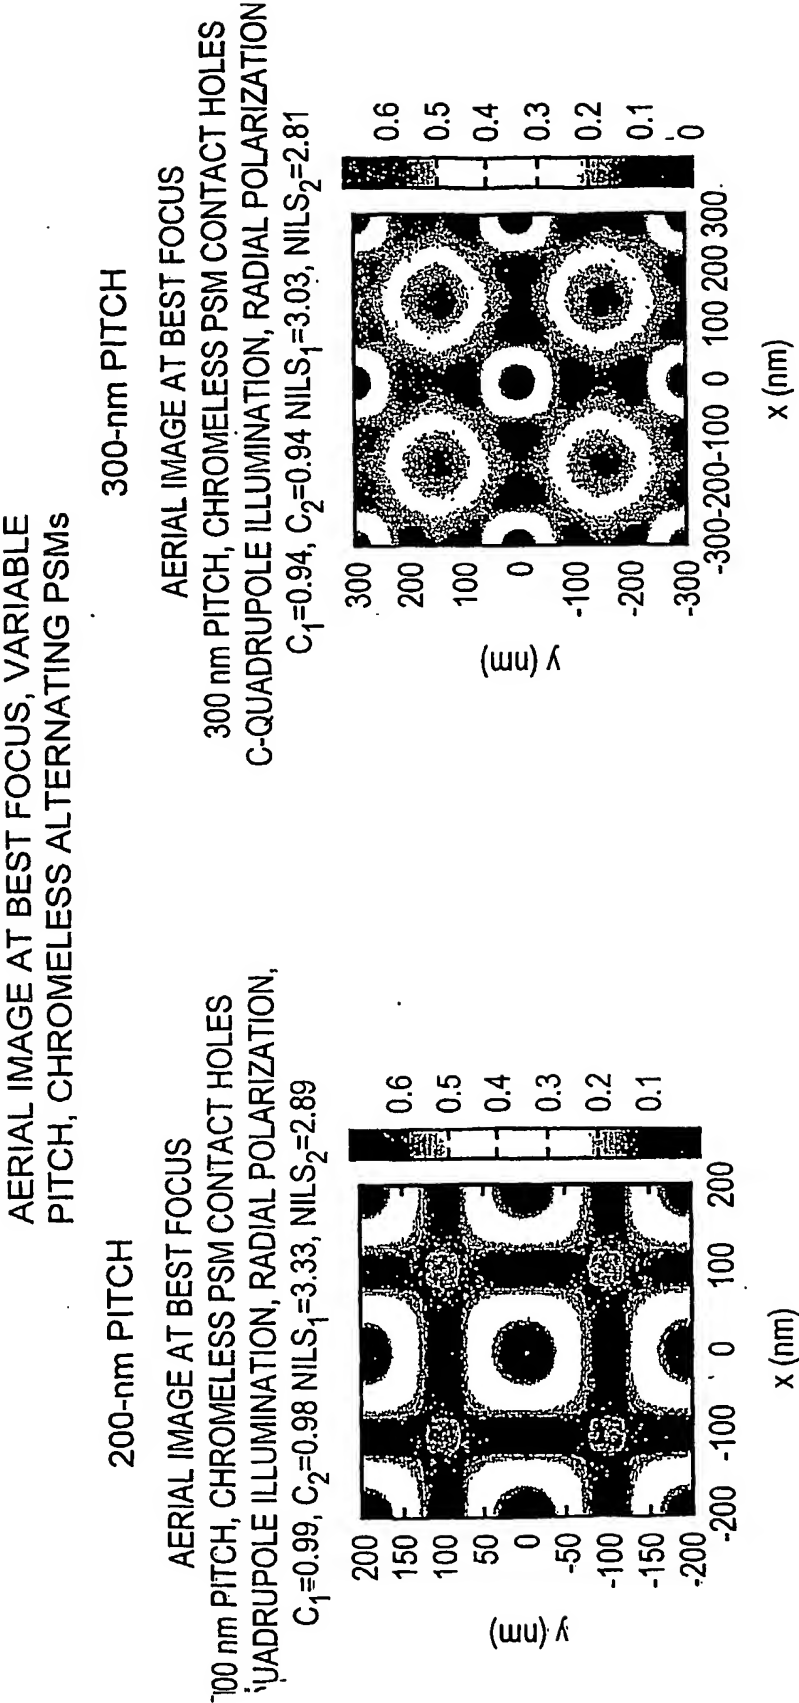 AERIAL IMAGE AT BEST FOCUS, VARIABLE
PITCH, CHROMELESS ALTERNATING PSMs
200-nm PITCH
AERIAL IMAGE AT BEST FOCUS
00 nm PITCH, CHROMELESS PSM CONTACT HOLES
UADRUPOLE ILLUMINATION, RADIAL POLARIZATION,
C1=0.99, C2=0.98 NILS1=3.33, NILS2=2.89
200
150
100
50
0
-50
-100
-150
-200
y (nm)
-200
-100
0
100
200
x (nm)
0.6
0.5
0.4
0.3
0.2
0.1
300-nm PITCH
AERIAL IMAGE AT BEST FOCUS
300 nm PITCH, CHROMELESS PSM CONTACT HOLES
C-QUADRUPOLE ILLUMINATION, RADIAL POLARIZATION
C1=0.94, C2=0.94 NILS1=3.03, NILS2=2.81
300
200
100
0
-100
-200
-300
y (nm)
-300-200-100 0 100 200 300
x (nm)
0.6
0.5
0.4
0.3
0.2
0.1
0